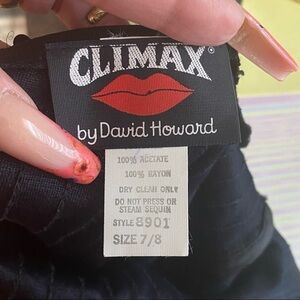 CLIMAX®
by David Howard
100% ACETATE
100% RAYON
DRY CLEAN ONLY
DO NOT PRESS OR
STEAM SEQUIN
STYLE 8901
SIZE 7/8